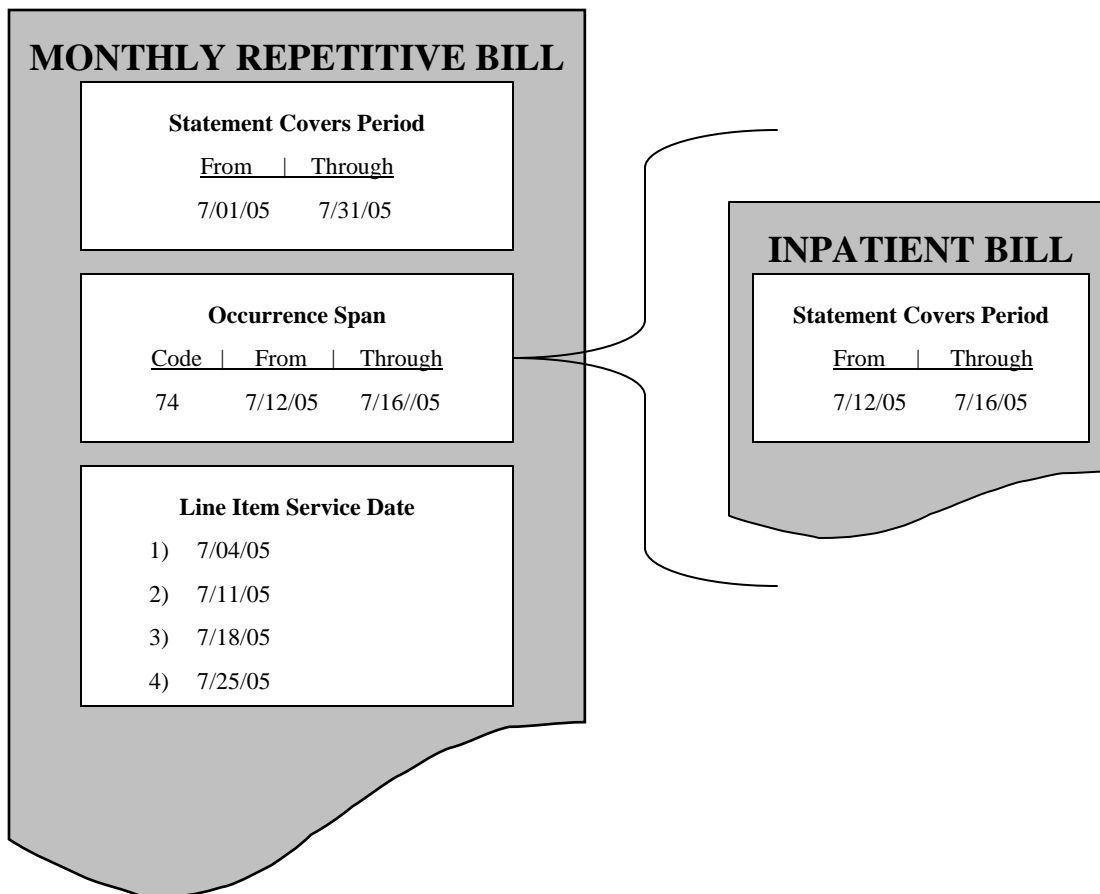 MONTHLY REPETITIVE BILL
Statement Covers Period
From | Through
7/01/05 7/31/05
Occurrence Span
Code | From | Through
74 7/12/05 7/16//05
Line Item Service Date
1) 7/04/05
2) 7/11/05
3) 7/18/05
4) 7/25/05
INPATIENT BILL
Statement Covers Period
From | Through
7/12/05 7/16/05